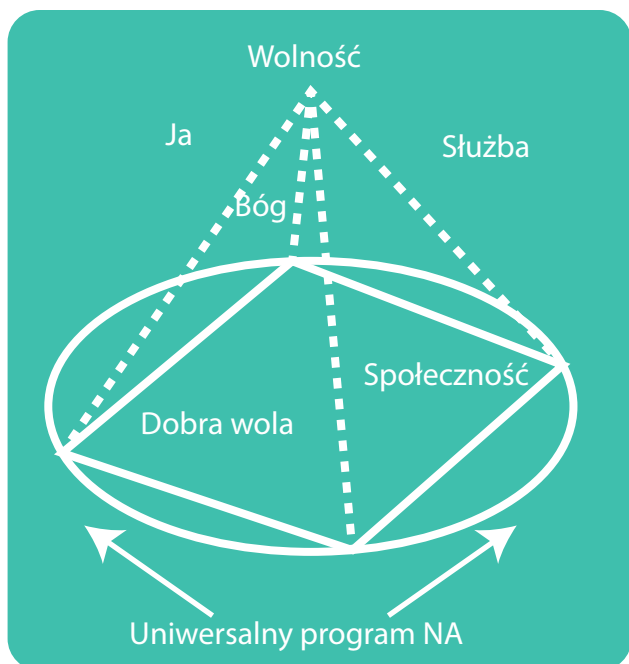 Wolność
Ja
Służba
Bóg
Społeczność
Dobra wola
Uniwersalny program NA